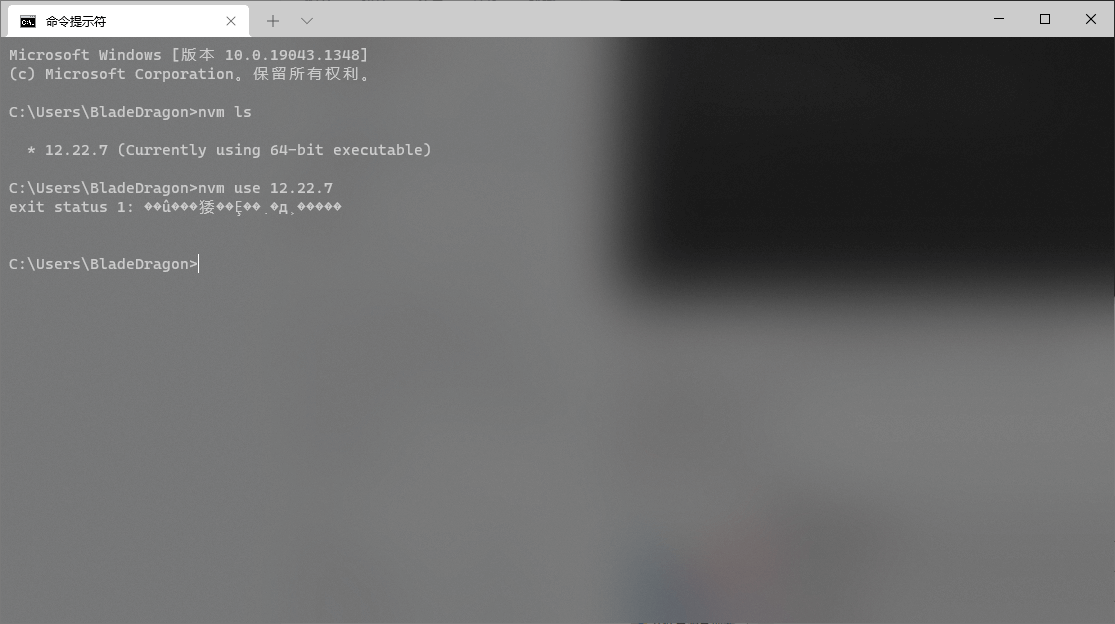 命令提示符
Microsoft Windows [版本 10.0.19043.1348]
(c) Microsoft Corporation。保留所有权利。
C:\Users\BladeDragon>nvm ls
* 12.22.7 (Currently using 64-bit executable)
C:\Users\BladeDragon>nvm use 12.22.7
exit status 1: ��û���㣬��Ȩ��ִ�д˲�����
C:\Users\BladeDragon>